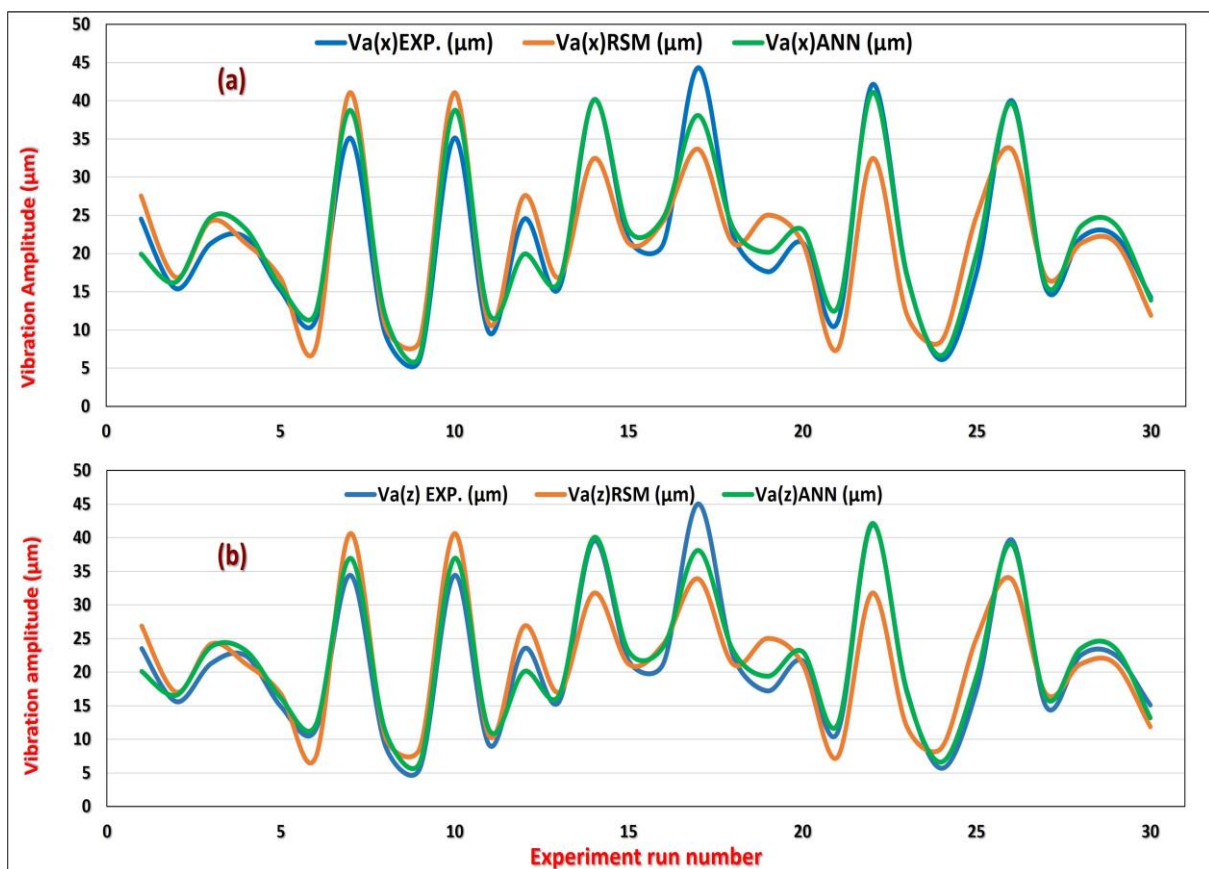 Va(x)EXP. (µm) Va(x)RSM (µm) Va(x)ANN (µm)
(a)
Vibration Amplitude (µm)
50
45
40
35
30
25
20
15
10
5
0
0 5 10 15 20 25 30
Va(z) EXP. (µm) Va(z)RSM (µm) Va(z)ANN (µm)
(b)
Vibration amplitude (µm)
50
45
40
35
30
25
20
15
10
5
0
0 5 10 15 20 25 30
Experiment run number